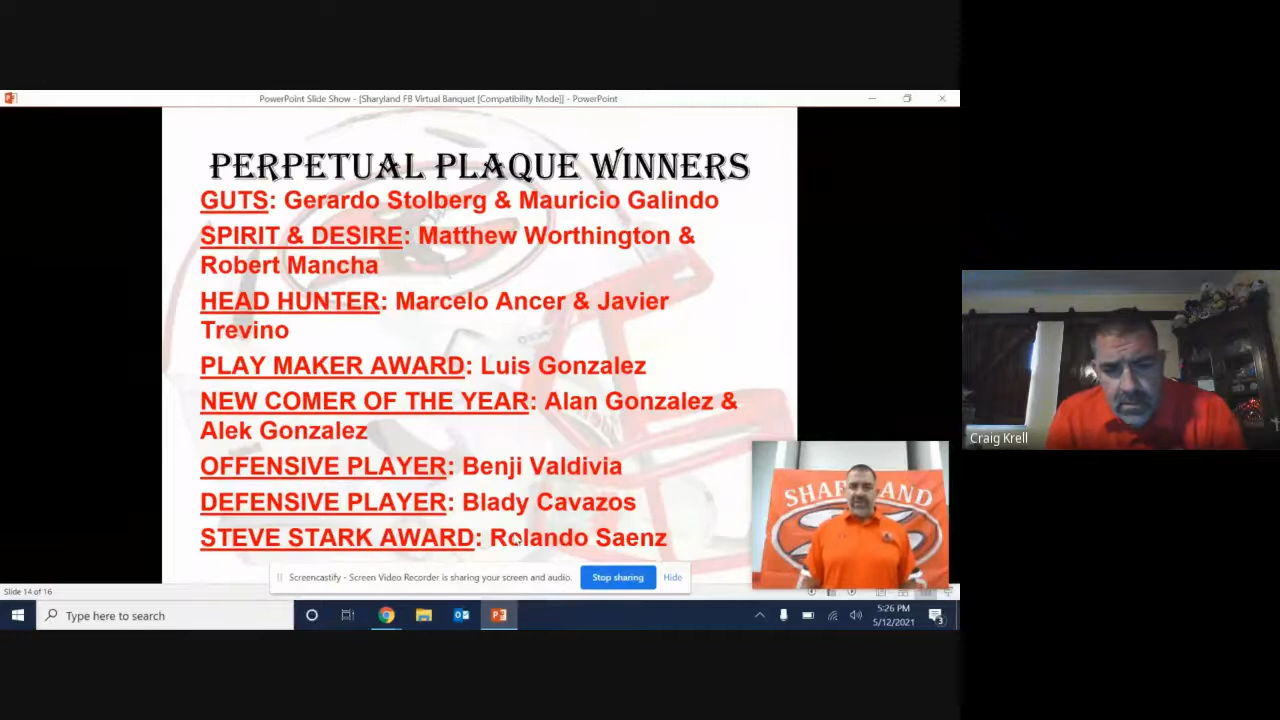 PowerPoint Slide Show - [Sharyland FB Virtual Banquet [Compatibility Mode]] - PowerPoint
PERPETUAL PLAQUE WINNERS
GUTS: Gerardo Stolberg & Mauricio Galindo
SPIRIT & DESIRE: Matthew Worthington &
Robert Mancha
HEAD HUNTER: Marcelo Ancer & Javier
Trevino
PLAY MAKER AWARD: Luis Gonzalez
NEW COMER OF THE YEAR: Alan Gonzalez &
Alek Gonzalez
OFFENSIVE PLAYER: Benji Valdivia
DEFENSIVE PLAYER: Blady Cavazos
STEVE STARK AWARD: Rolando Saenz
SHARYLAND
Craig Krell
Screencastify - Screen Video Recorder is sharing your screen and audio.
Stop sharing
Hide
Slide 14 of 16
Type here to search
5:26 PM
5/12/2021
3